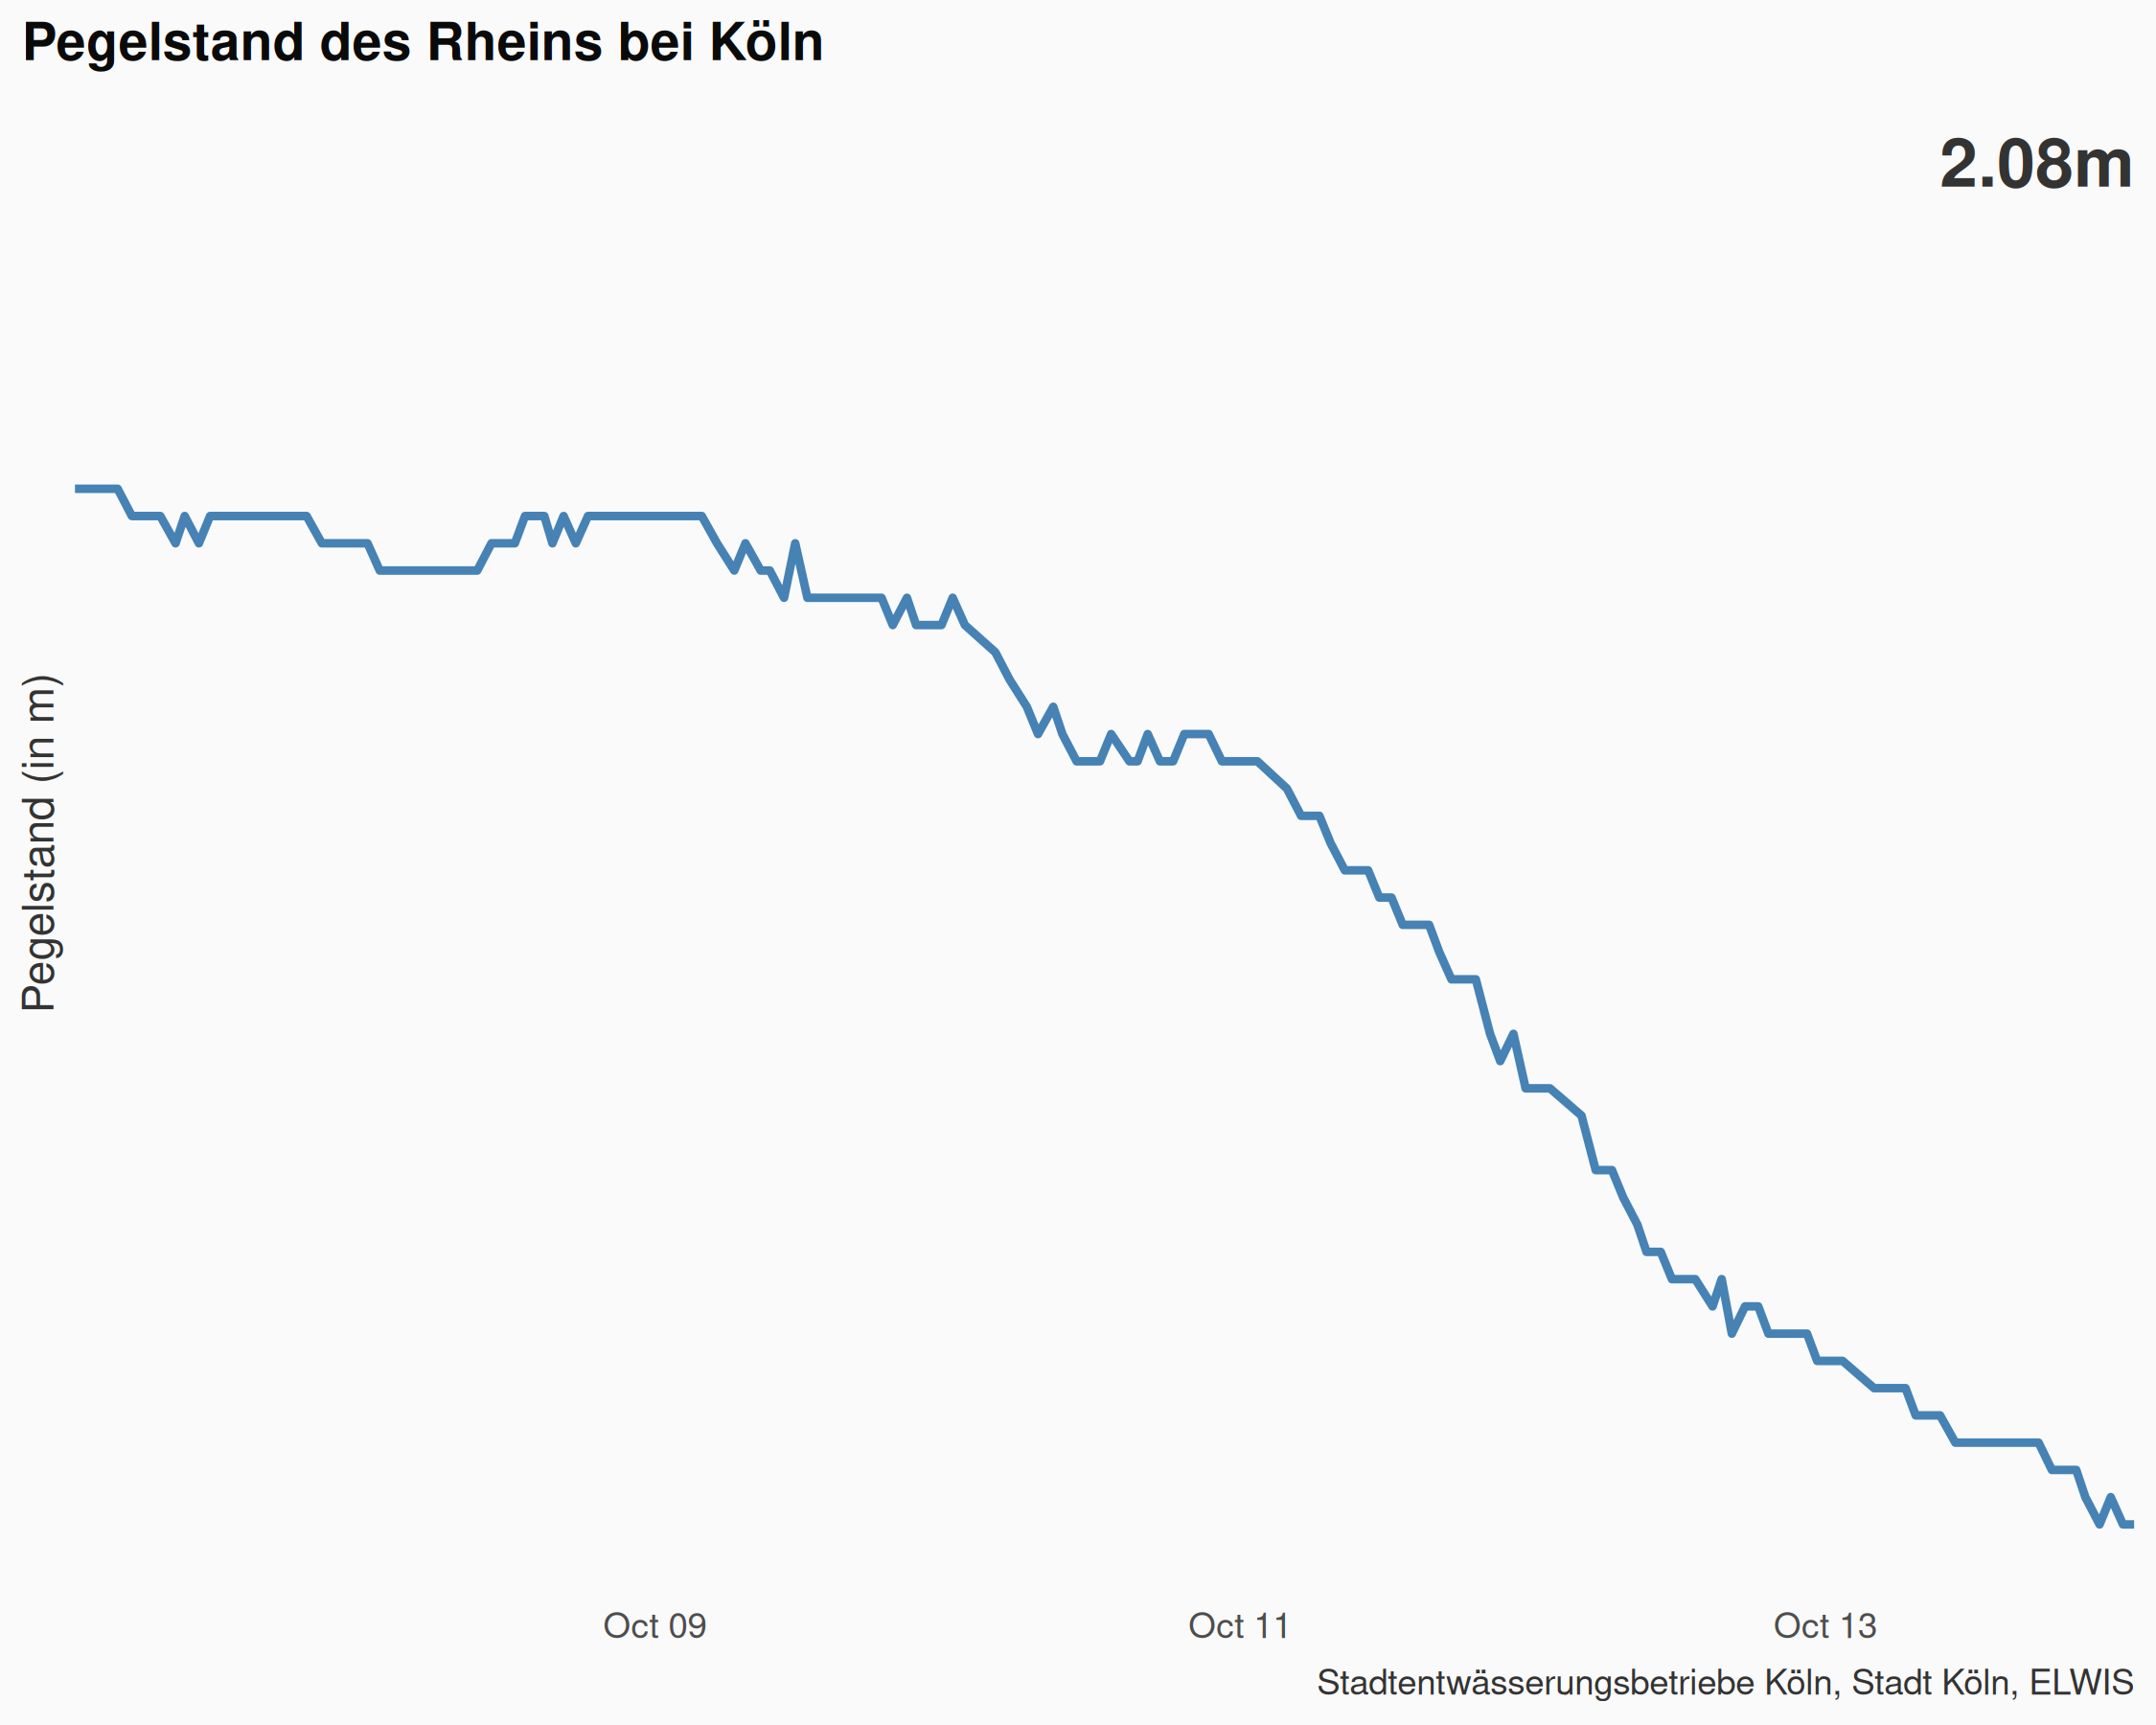 Pegelstand des Rheins bei Köln
2.08m
Pegelstand (in m)
Oct 09
Oct 11
Oct 13
Stadtentwässerungsbetriebe Köln, Stadt Köln, ELWIS